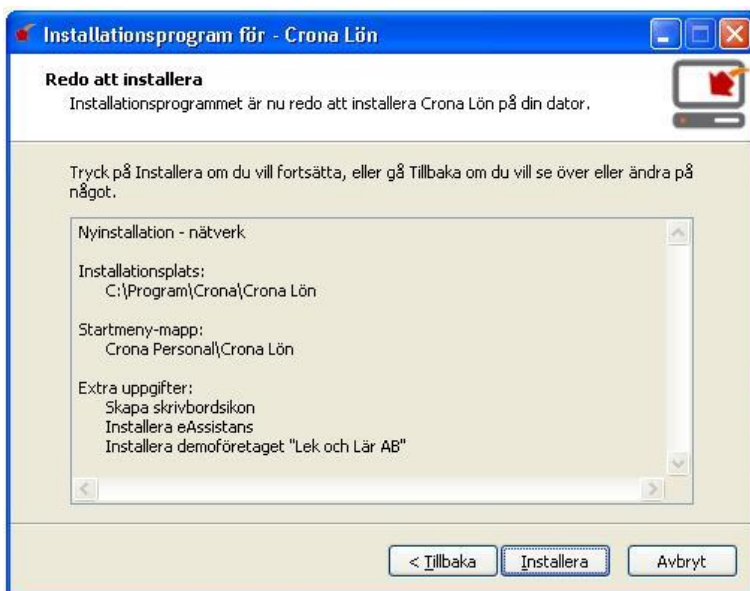 Installationsprogram för - Crona Lön
Redo att installera
Installationsprogrammet är nu redo att installera Crona Lön på din dator.
Tryck på Installera om du vill fortsätta, eller gå Tillbaka om du vill se över eller ändra på
något.
Nyinstallation - nätverk
Installationsplats:
C:\Program\Crona\Crona Lön
Startmeny-mapp:
Crona Personal\Crona Lön
Extra uppgifter:
Skapa skrivbordsikon
Installera eAssistans
Installera demoföretaget "Lek och Lär AB"
< Tillbaka
Installera
Avbryt